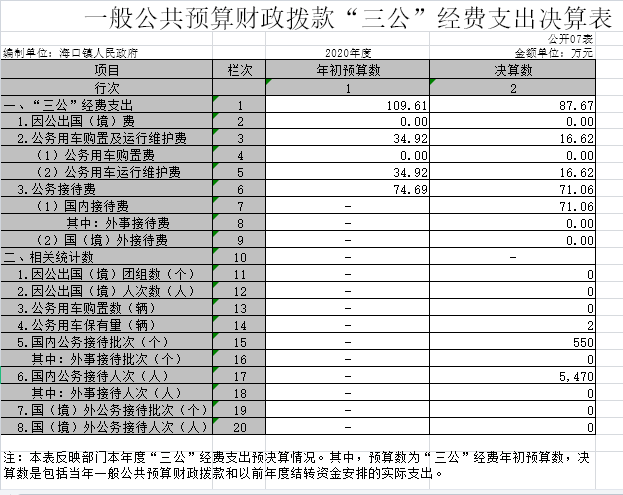 一般公共预算财政拨款“三公”经费支出决算表
公开07表
编制单位：海口镇人民政府 2020年度 金额单位：万元
项目 栏次 年初预算数 决算数
行次 1 2
一、“三公”经费支出 1 109.61 87.67
1.因公出国（境）费 2 0.00 0.00
2.公务用车购置及运行维护费 3 34.92 16.62
（1）公务用车购置费 4 0.00 0.00
（2）公务用车运行维护费 5 34.92 16.62
3.公务接待费 6 74.69 71.06
（1）国内接待费 7 – 71.06
其中：外事接待费 8 – 0.00
（2）国（境）外接待费 9 – 0.00
二、相关统计数 10 – –
1.因公出国（境）团组数（个） 11 – 0
2.因公出国（境）人次数（人） 12 – 0
3.公务用车购置数（辆） 13 – 0
4.公务用车保有量（辆） 14 – 2
5.国内公务接待批次（个） 15 – 550
其中：外事接待批次（个） 16 – 0
6.国内公务接待人次（人） 17 – 5,470
其中：外事接待人次（人） 18 – 0
7.国（境）外公务接待批次（个） 19 – 0
8.国（境）外公务接待人次（人） 20 – 0
注：本表反映部门本年度“三公”经费支出预决算情况。其中，预算数为“三公”经费年初预算数，决
算数是包括当年一般公共预算财政拨款和以前年度结转资金安排的实际支出。